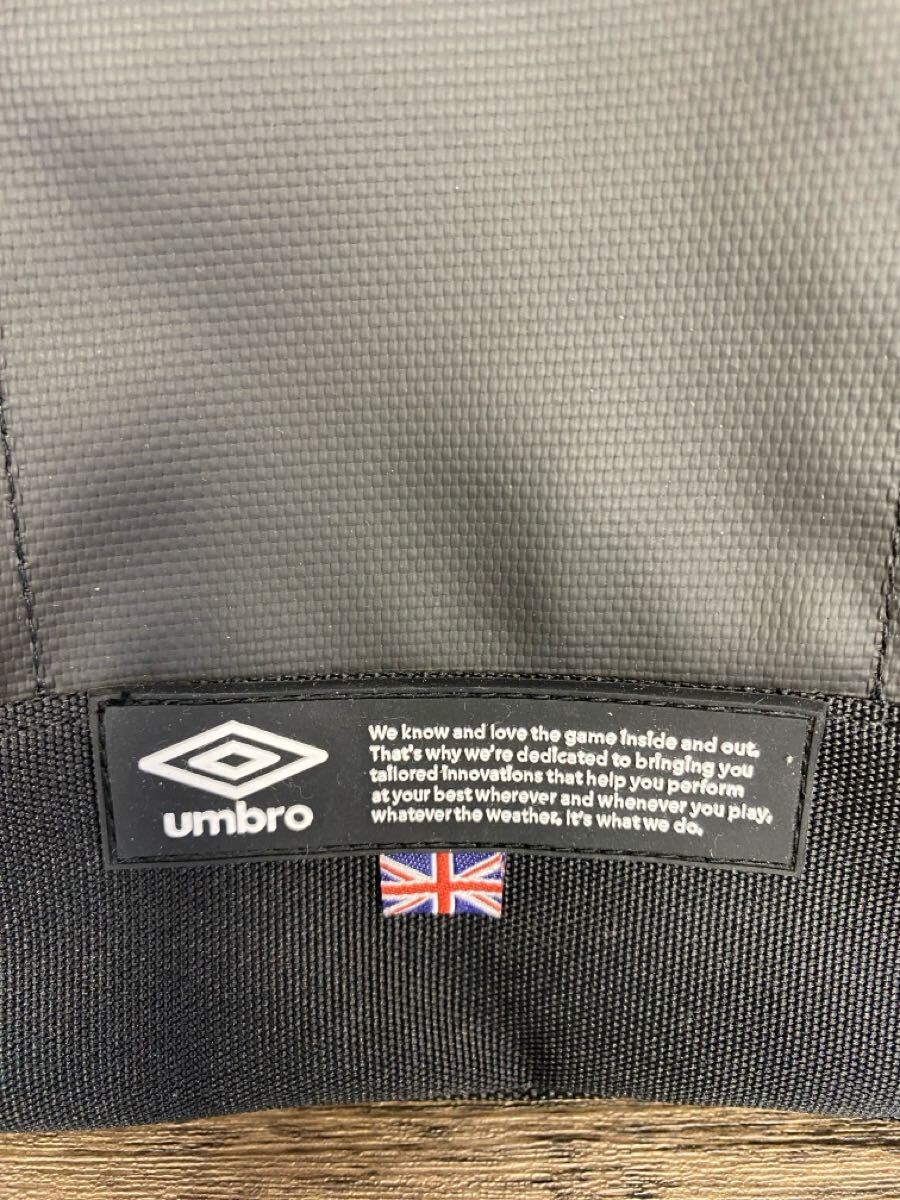 umbro
We know and love the game inside and out.
That's why we're dedicated to bringing you
tailored innovations that help you perform
at your best wherever and whenever you play,
whatever the weather. It's what we do.